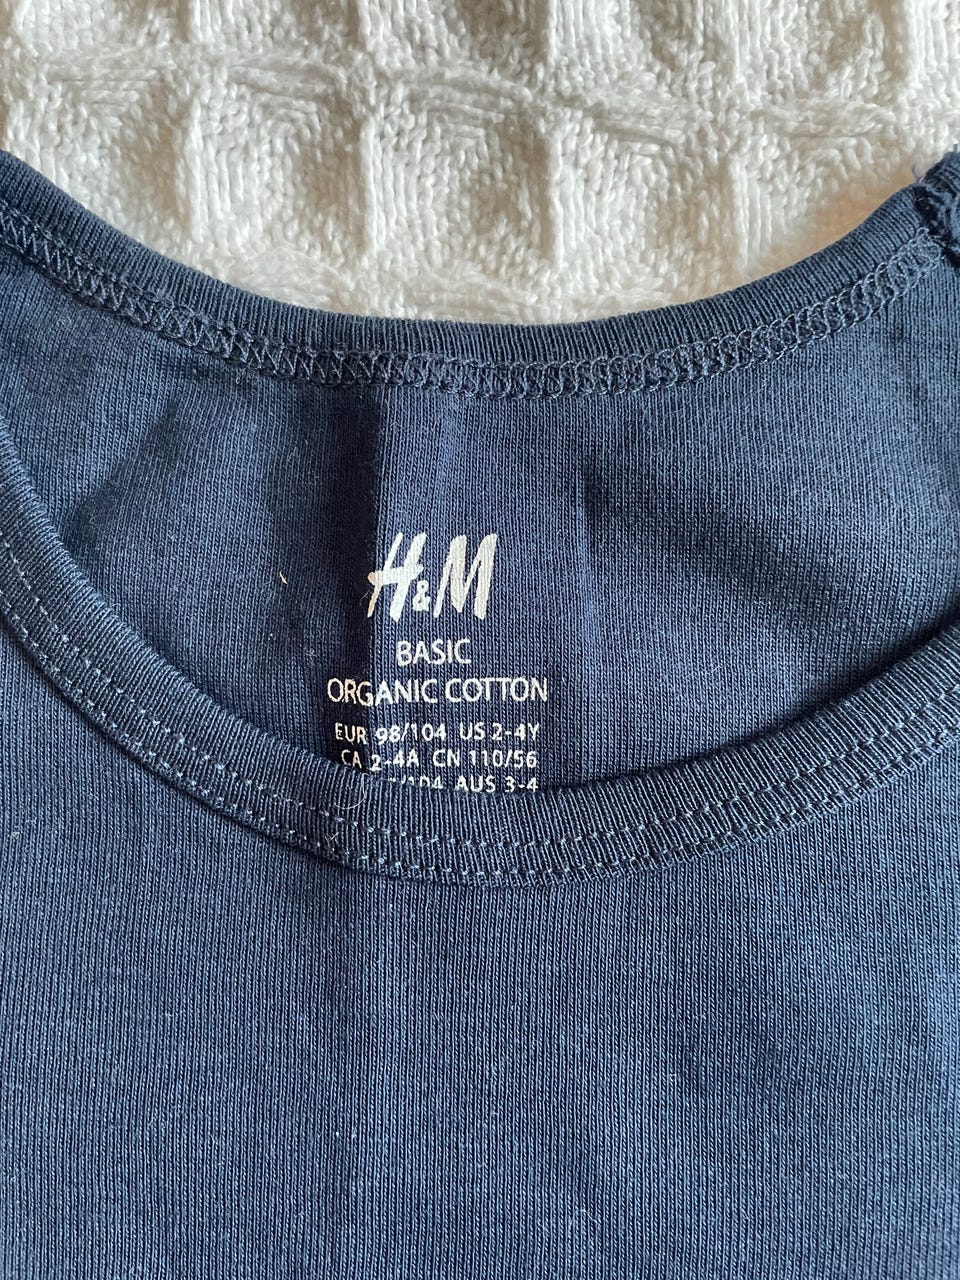 H&M
BASIC
ORGANIC COTTON
EUR 98/104 US 2-4Y
CA 2-4A CN 110/56
AUS 3-4